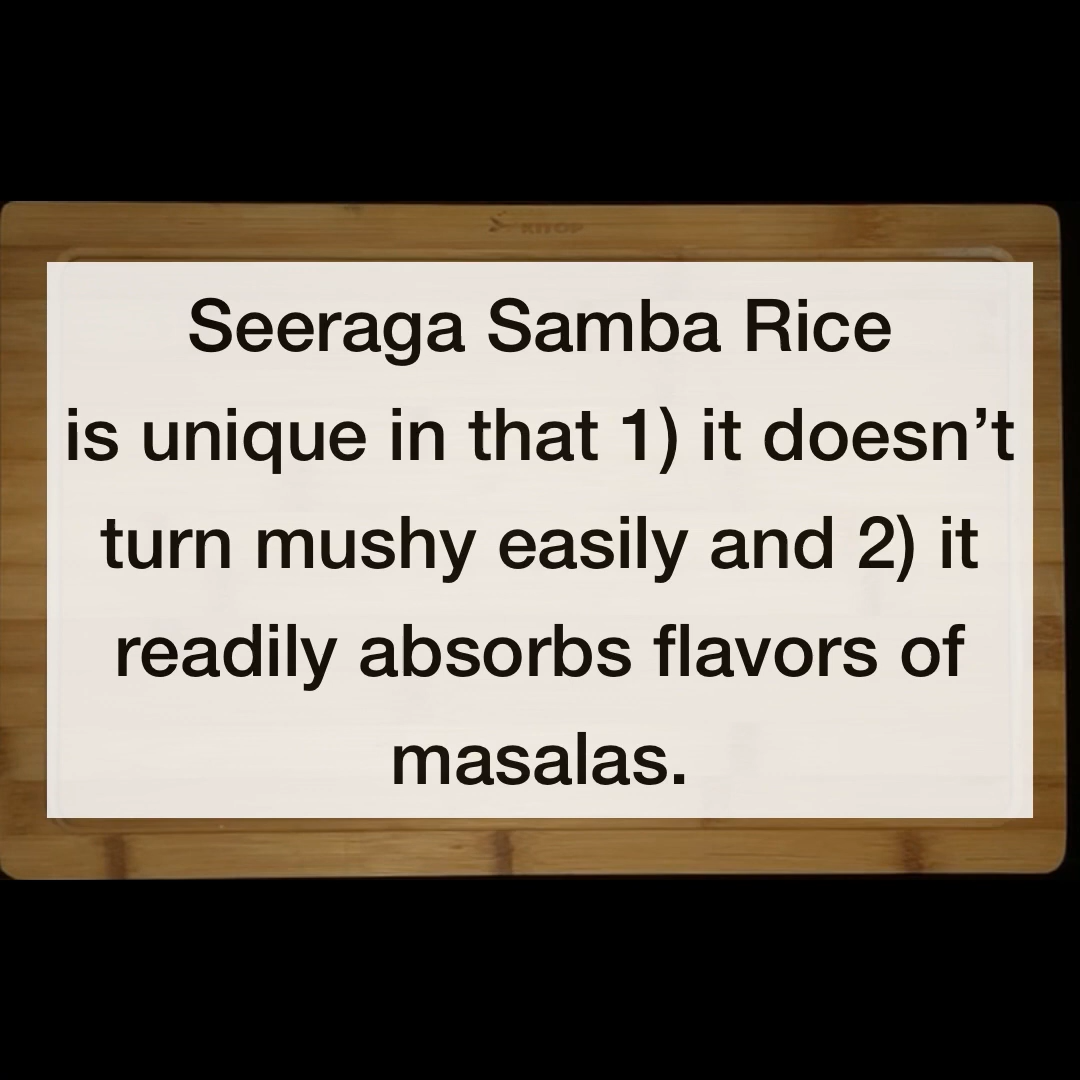 Seeraga Samba Rice
is unique in that 1) it doesn’t
turn mushy easily and 2) it
readily absorbs flavors of
masalas.